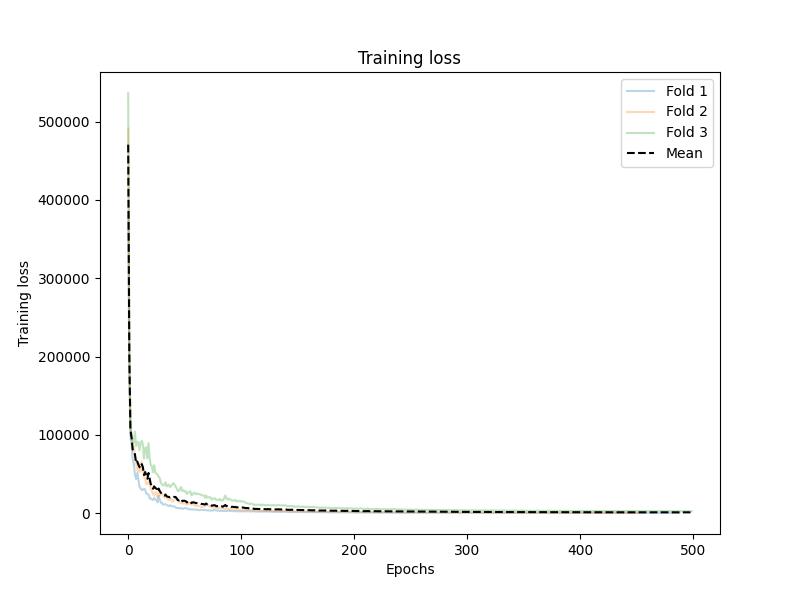 Training loss
Fold 1
Fold 2
Fold 3
Mean
500000
400000
300000
200000
100000
0
Training loss
0 100 200 300 400 500
Epochs